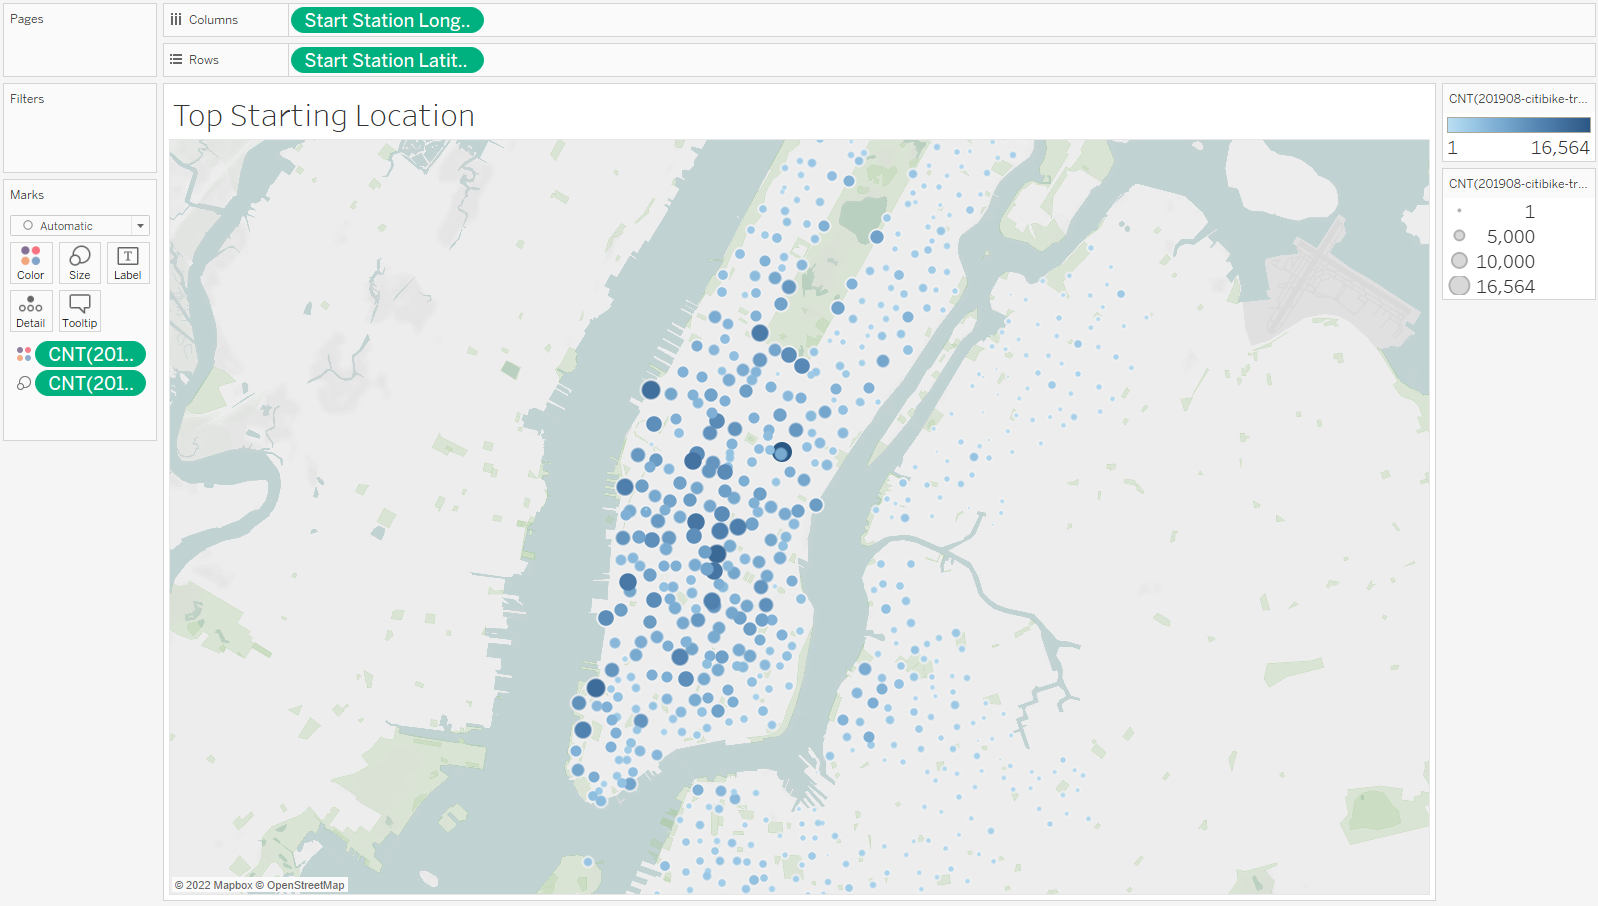 Pages
Columns
Start Station Long..
Rows
Start Station Latit..
Filters
Marks
Automatic
Color
Size
T
Label
Detail
Tooltip
CNT(201..
CNT(201..
Top Starting Location
© 2022 Mapbox © OpenStreetMap
CNT(201908-citibike-tr...
1 16,564
CNT(201908-citibike-tr...
1
5,000
10,000
16,564